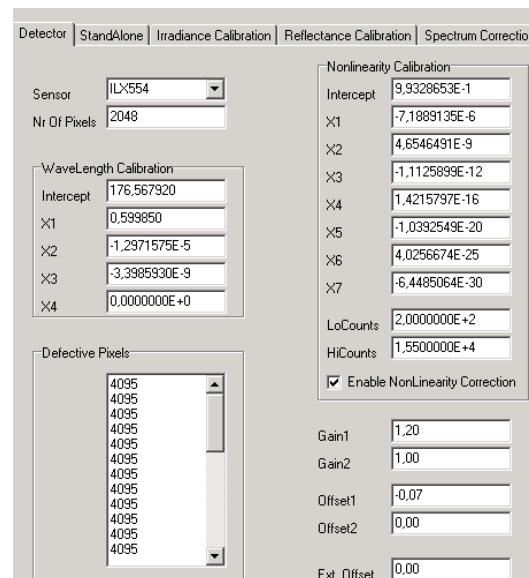 Detector StandAlone Irradiance Calibration Reflectance Calibration Spectrum Correctio
Sensor ILX554
Nr Of Pixels 2048
WaveLength Calibration
Intercept 176,567920
X1 0,599850
X2 -1,2971575E-5
X3 -3,3985930E-9
X4 0,0000000E+0
Defective Pixels
4095
4095
4095
4095
4095
4095
4095
4095
4095
4095
4095
4095
Nonlinearity Calibration
Intercept 9,9328653E-1
X1 -7,1889135E-6
X2 4,6546491E-9
X3 -1,1125899E-12
X4 1,4215797E-16
X5 -1,0392549E-20
X6 4,0256674E-25
X7 -6,4485064E-30
LoCounts 2,0000000E+2
HiCounts 1,5500000E+4
Enable NonLinearity Correction
Gain1 1,20
Gain2 1,00
Offset1 -0,07
Offset2 0,00
Ext. Offset 0,00